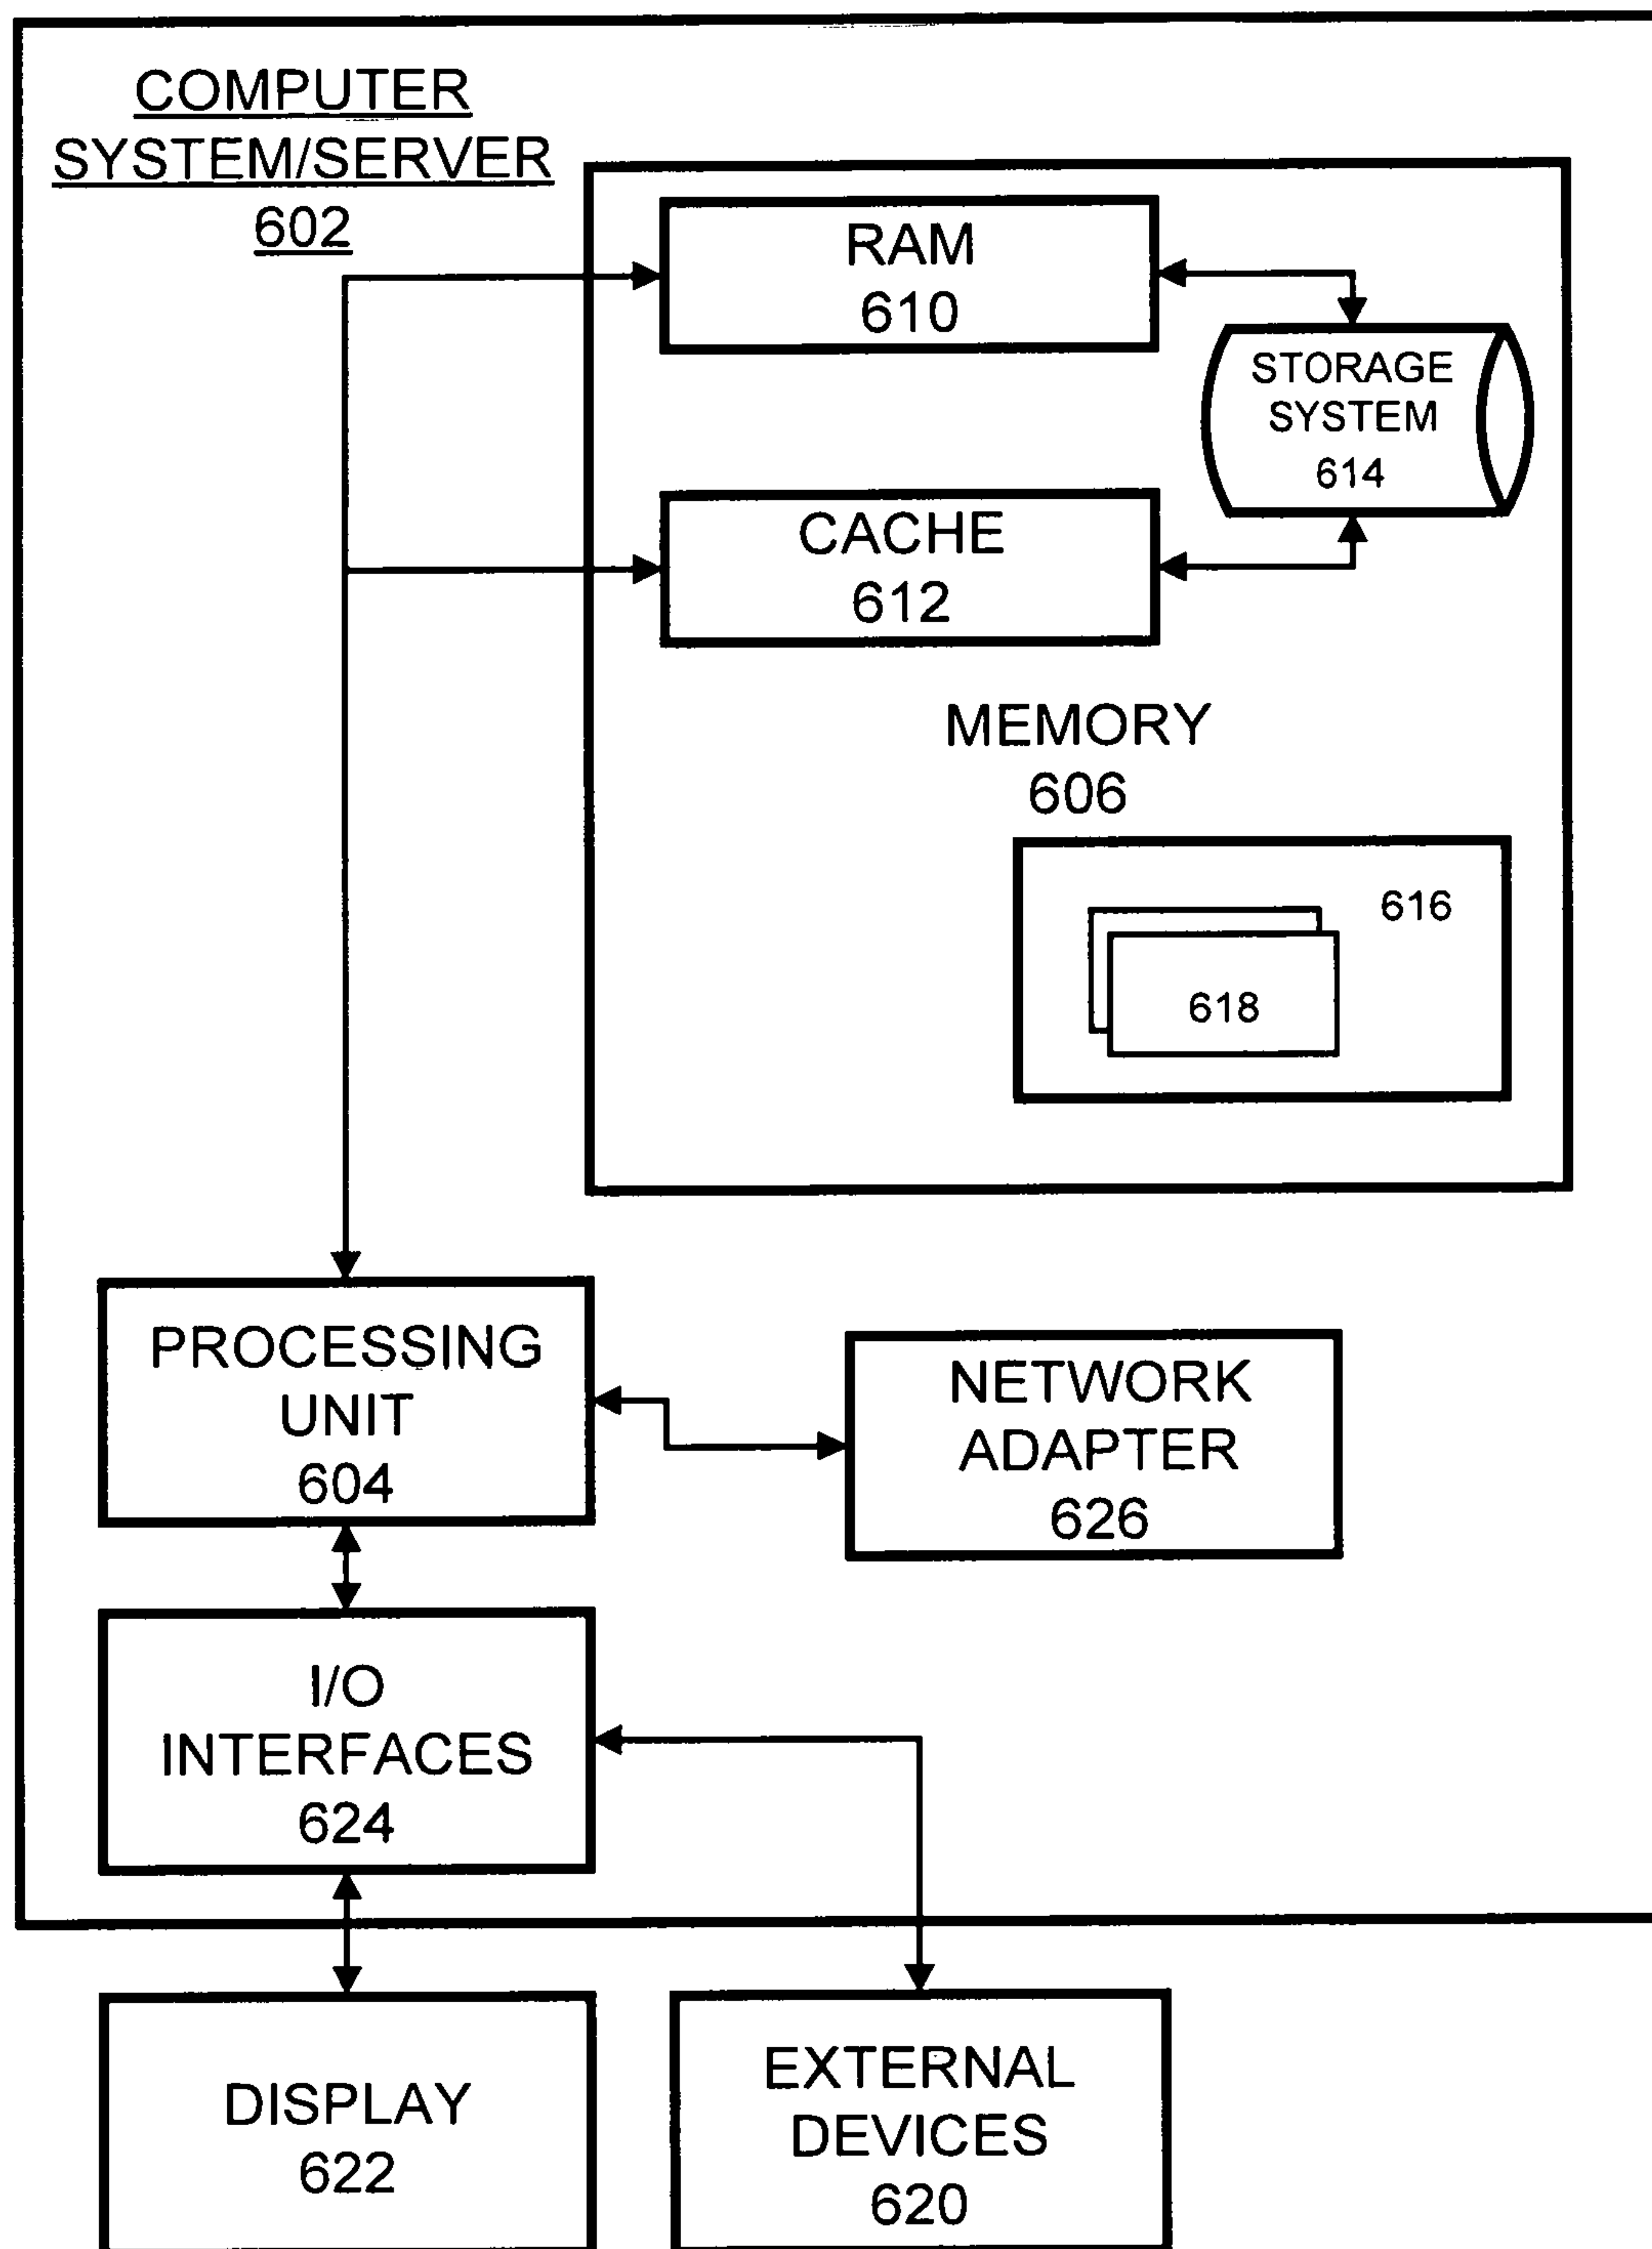 COMPUTER
SYSTEM/SERVER
602
RAM
610
STORAGE
SYSTEM
614
CACHE
612
MEMORY
606
616
618
PROCESSING
UNIT
604
NETWORK
ADAPTER
626
I/O
INTERFACES
624
DISPLAY
622
EXTERNAL
DEVICES
620